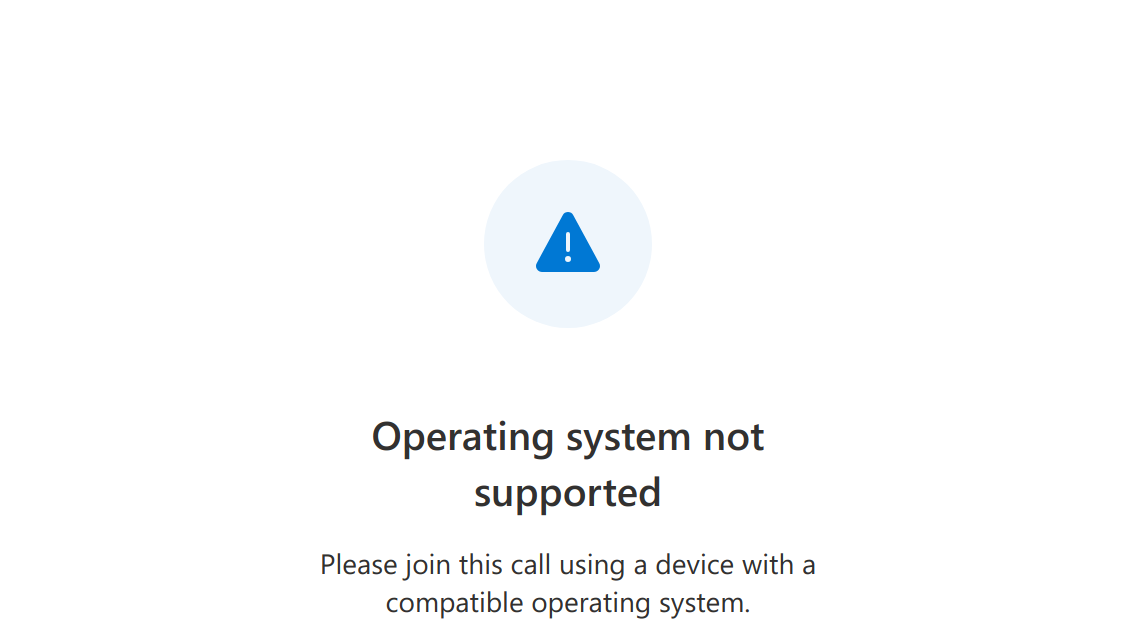 Operating system not
supported
Please join this call using a device with a
compatible operating system.